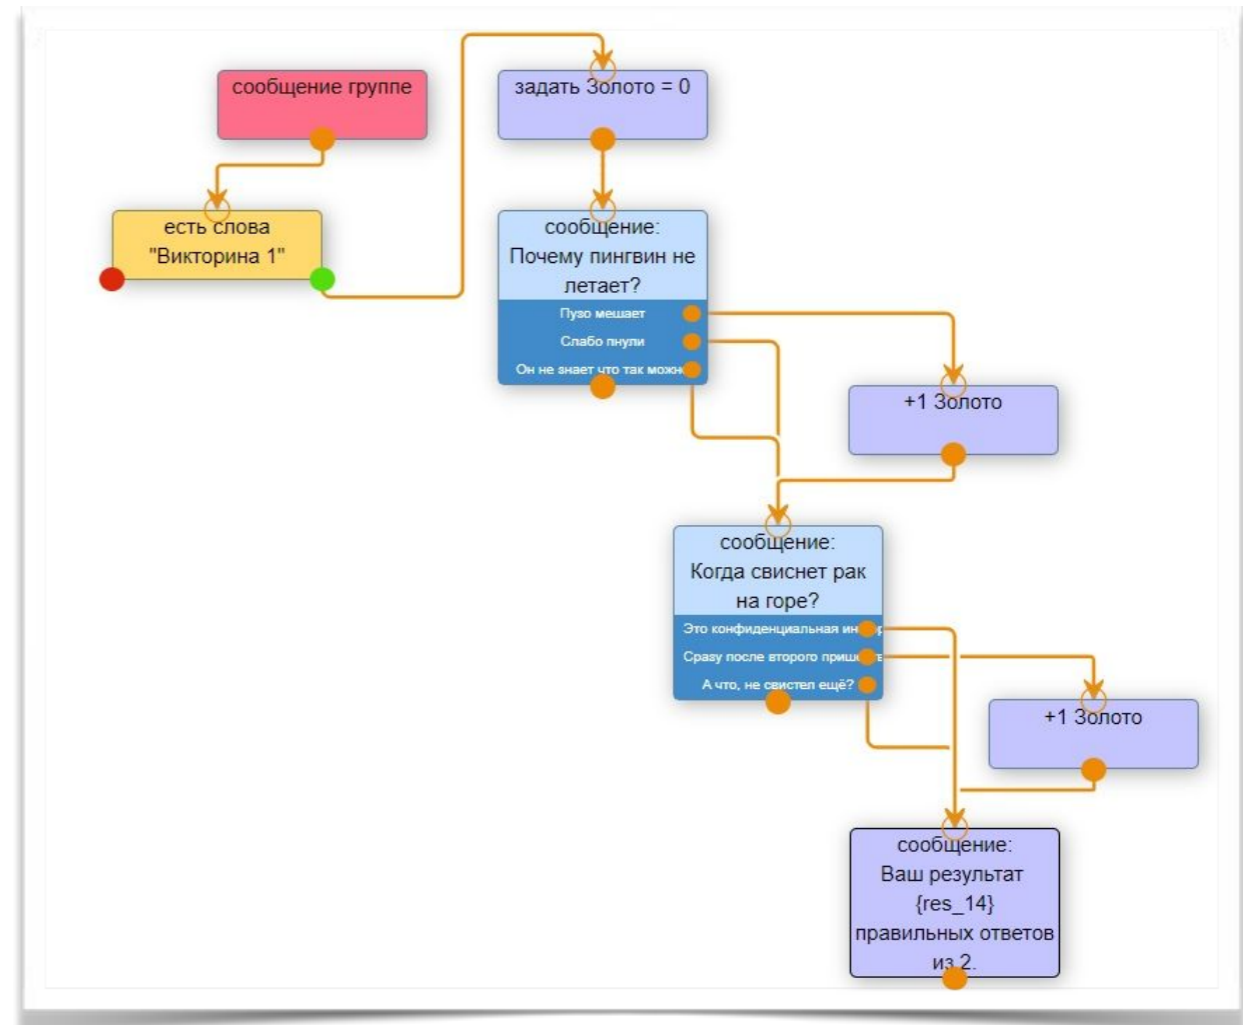 сообщение группе
задать Золото = 0
есть слова
"Викторина 1"
сообщение:
Почему пингвин не
летает?
Пузо мешает
Слабо пнули
Он не знает что так можно
+1 Золото
сообщение:
Когда свиснет рак
на горе?
Это конфиденциальная
Сразу после второго
А что, не свистел ещё?
+1 Золото
сообщение:
Ваш результат
{res_14}
правильных ответов
из 2.